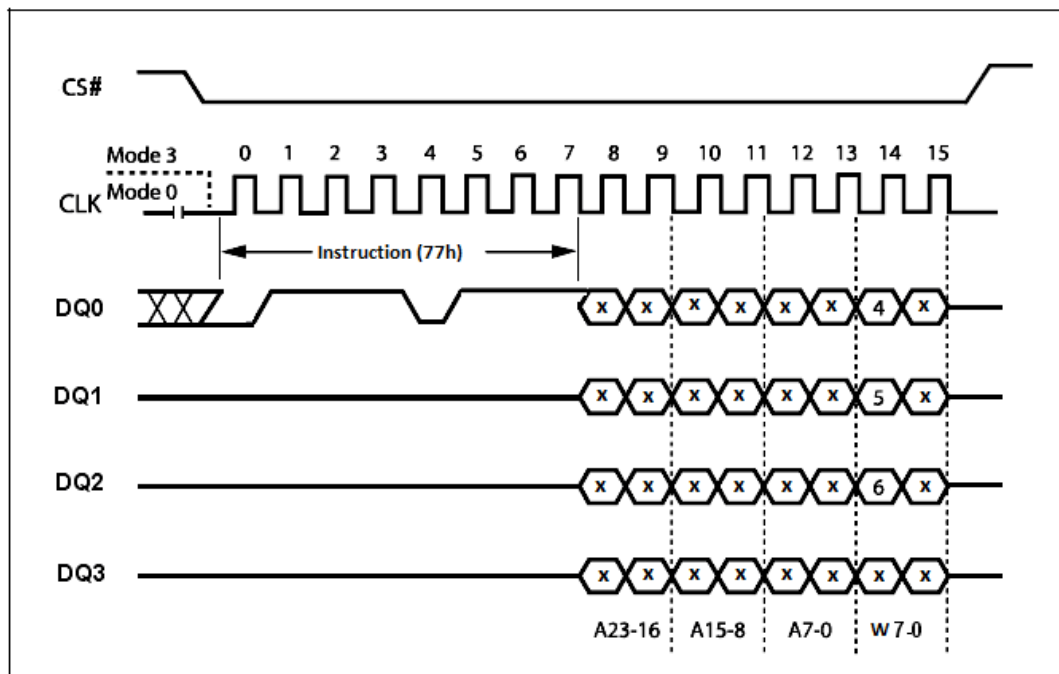 CS#
Mode 3
0 1 2 3 4 5 6 7 8 9 10 11 12 13 14 15
Mode 0
CLK
Instruction (77h)
DQ0 x x x x x x 4 x
DQ1 x x x x x x 5 x
DQ2 x x x x x x 6 x
DQ3 x x x x x x x x
A23-16 A15-8 A7-0 W7-0